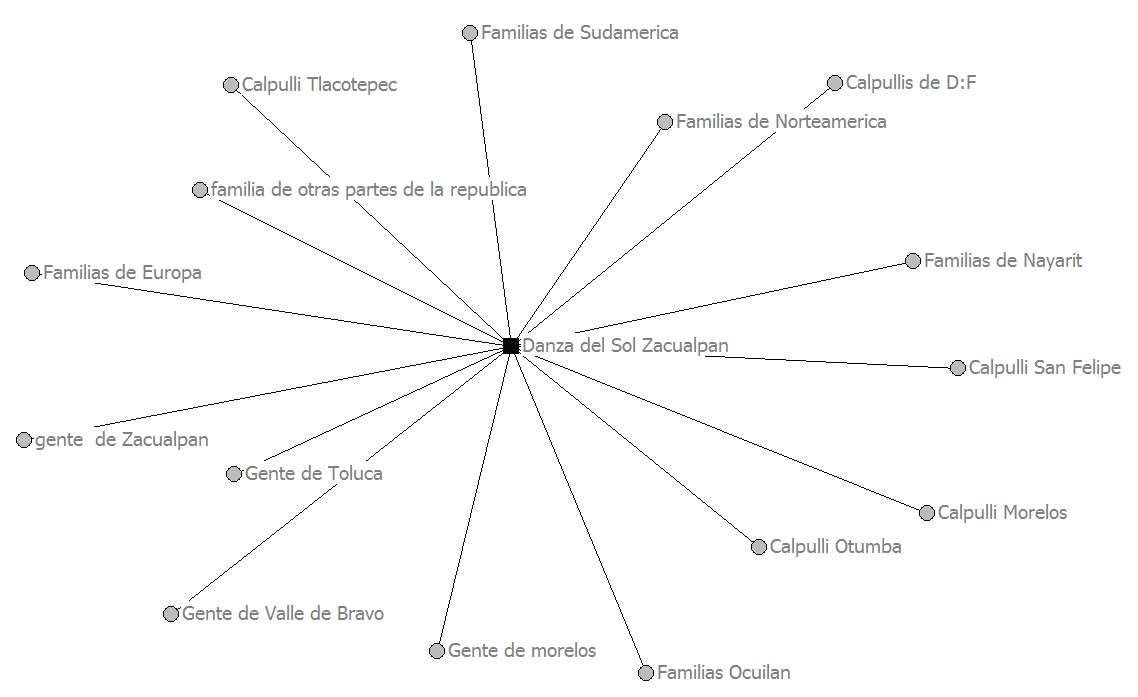 Familias de Sudamerica
Calpulli Tlacotepec
Calpullis de D:F
Familias de Norteamerica
familia de otras partes de la republica
Familias de Nayarit
Familias de Europa
Danza del Sol Zacualpan
Calpulli San Felipe
gente  de Zacualpan
Gente de Toluca
Calpulli Morelos
Calpulli Otumba
Gente de Valle de Bravo
Gente de morelos
Familias Ocuilan